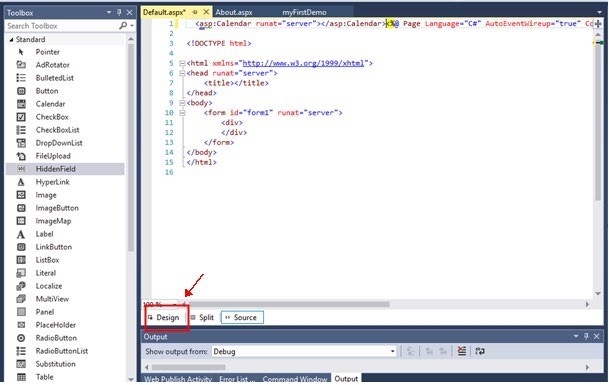 Toolbox
Search Toolbox
Standard
Pointer
AdRotator
BulletedList
Button
Calendar
CheckBox
CheckBoxList
DropDownList
FileUpload
HiddenField
HyperLink
Image
ImageButton
ImageMap
Label
LinkButton
ListBox
Literal
Localize
MultiView
Panel
PlaceHolder
RadioButton
RadioButtonList
Substitution
Table
Default.aspx* About.aspx myFirstDemo
1 <asp:Calendar runat="server"></asp:Calendar><%@ Page Language="C#" AutoEventWireup="true" Co
2
3 <!DOCTYPE html>
4
5 <html xmlns="http://www.w3.org/1999/xhtml">
6 <head runat="server">
7 <title></title>
8 </head>
9 <body>
10 <form id="form1" runat="server">
11 <div>
12 </div>
13 </form>
14 </body>
15 </html>
16
100 %
Design Split Source
Output
Show output from: Debug
Web Publish Activity Error List ... Command Window Output